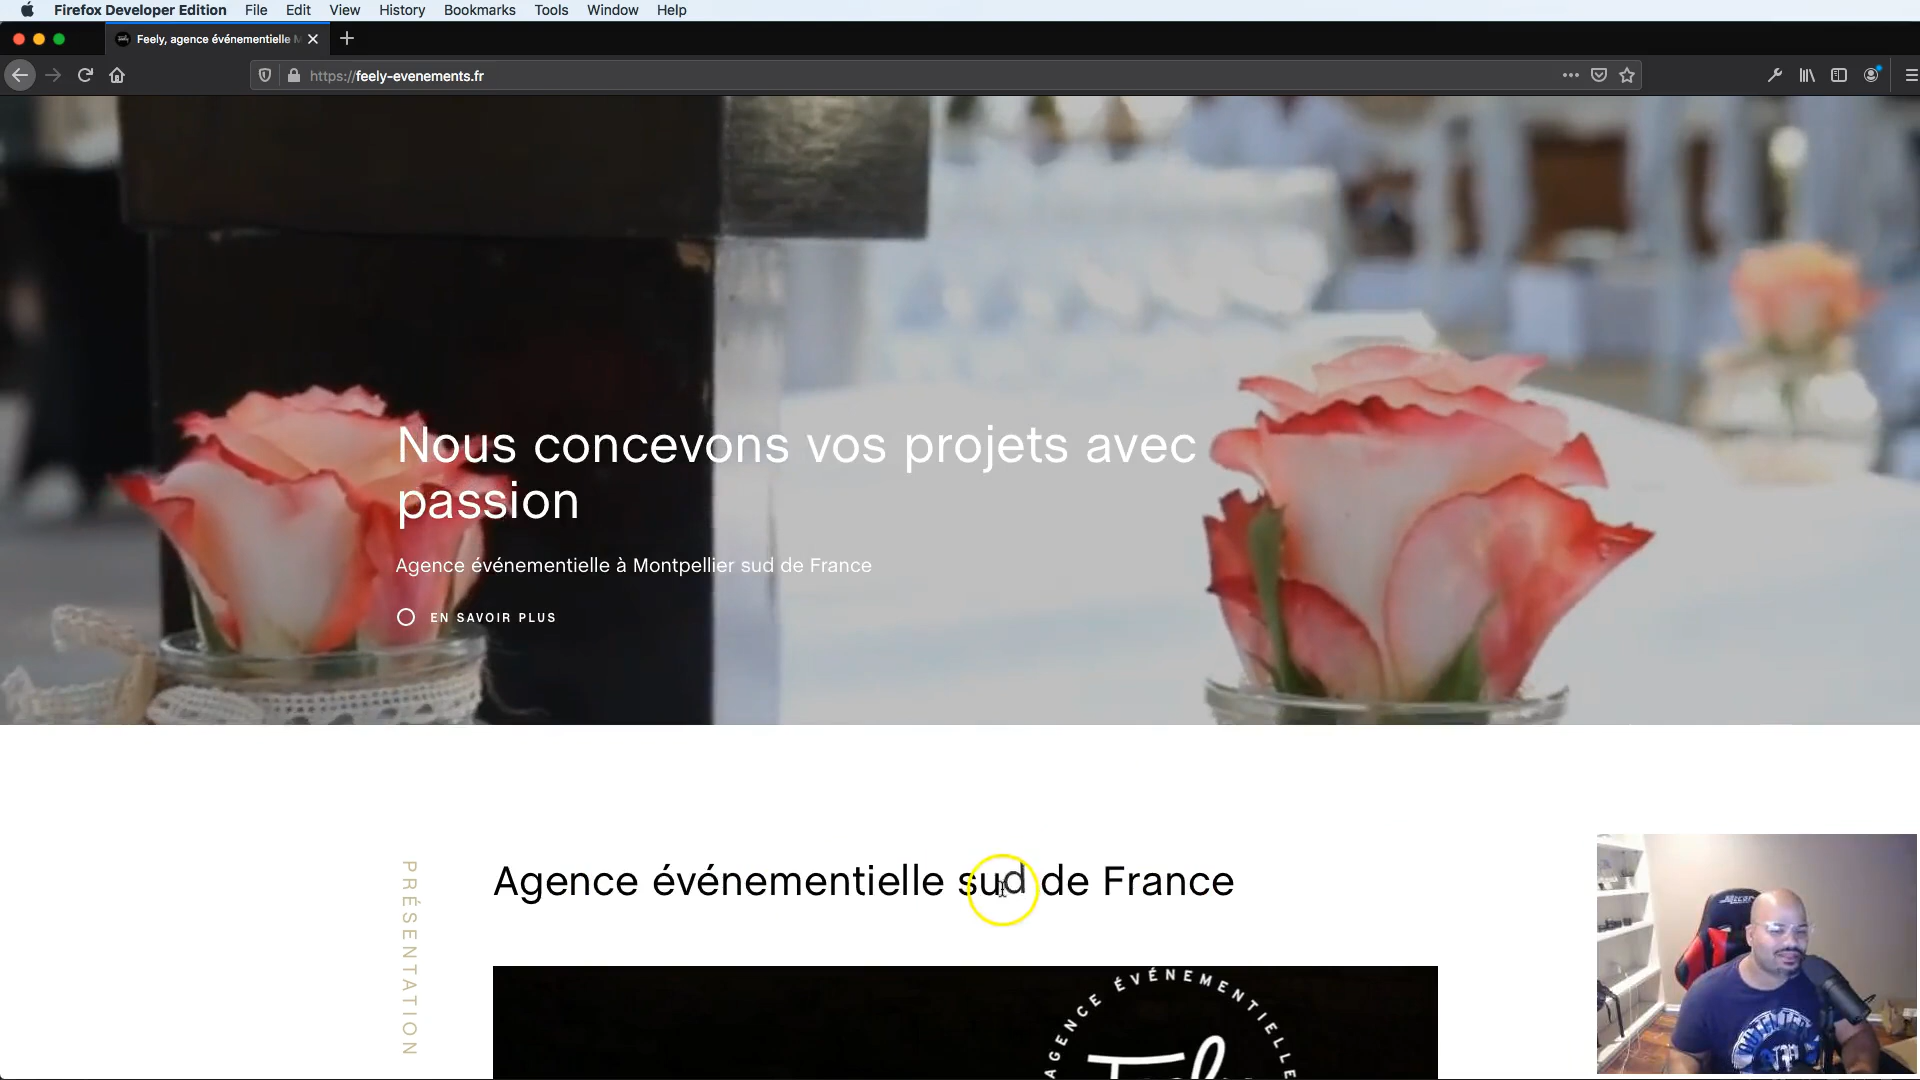 Firefox Developer Edition File Edit View History Bookmarks Tools Window Help
Feely, agence événementielle
https://feely-evenements.fr
Nous concevons vos projets avec
passion
Agence événementielle à Montpellier sud de France
EN SAVOIR PLUS
PRÉSENTATION
Agence événementielle sud de France
AGENCE ÉVÉNEMENTIELLE